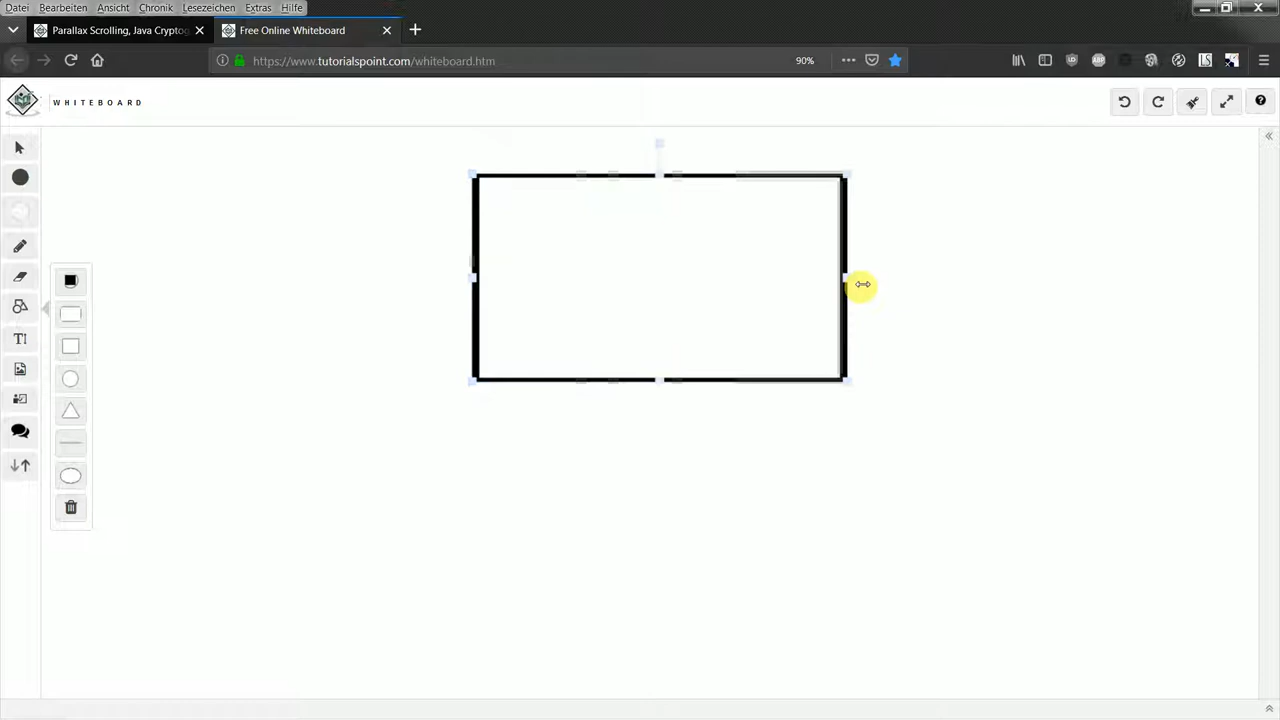 Datei Bearbeiten Ansicht Chronik Lesezeichen Extras Hilfe
Parallax Scrolling, Java Cryptog
Free Online Whiteboard
https://www.tutorialspoint.com/whiteboard.htm
90%
WHITEBOARD